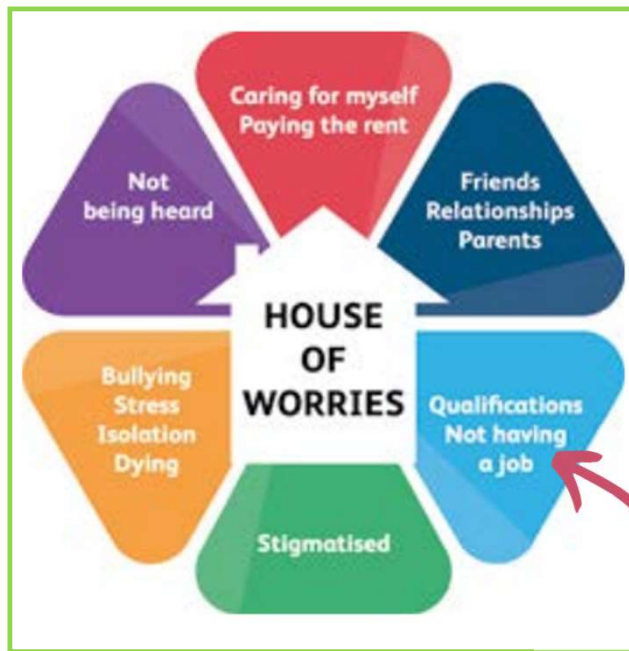 Caring for myself
Paying the rent
Not
being heard
Friends
Relationships
Parents
HOUSE
OF
WORRIES
Bullying
Stress
Isolation
Dying
Qualifications
Not having
a job
Stigmatised